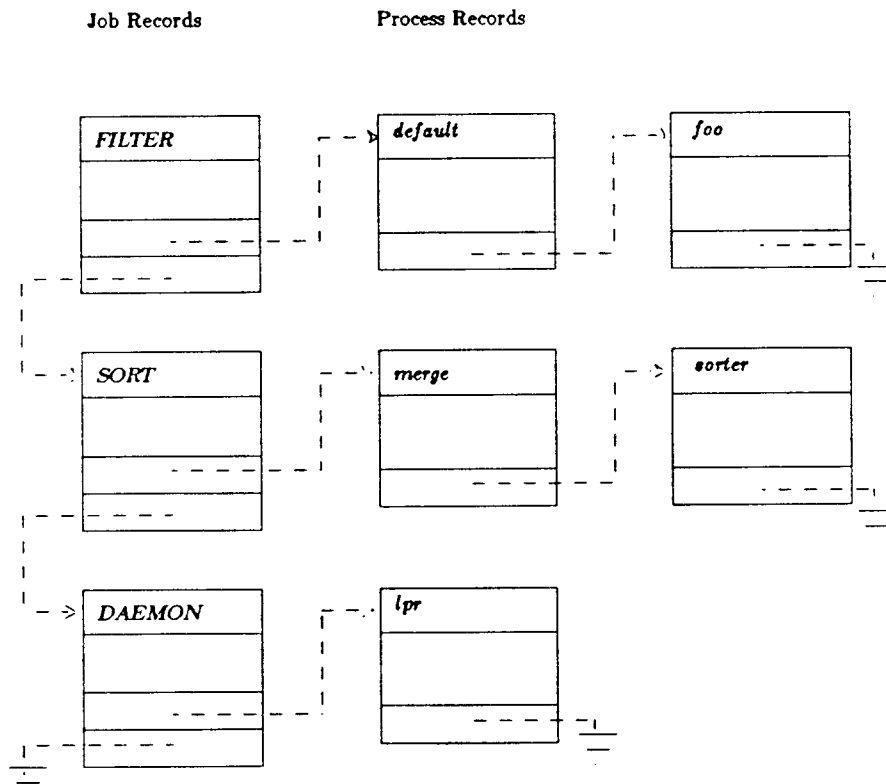 Job Records Process Records
FILTER default foo
SORT merge sorter
DAEMON lpr